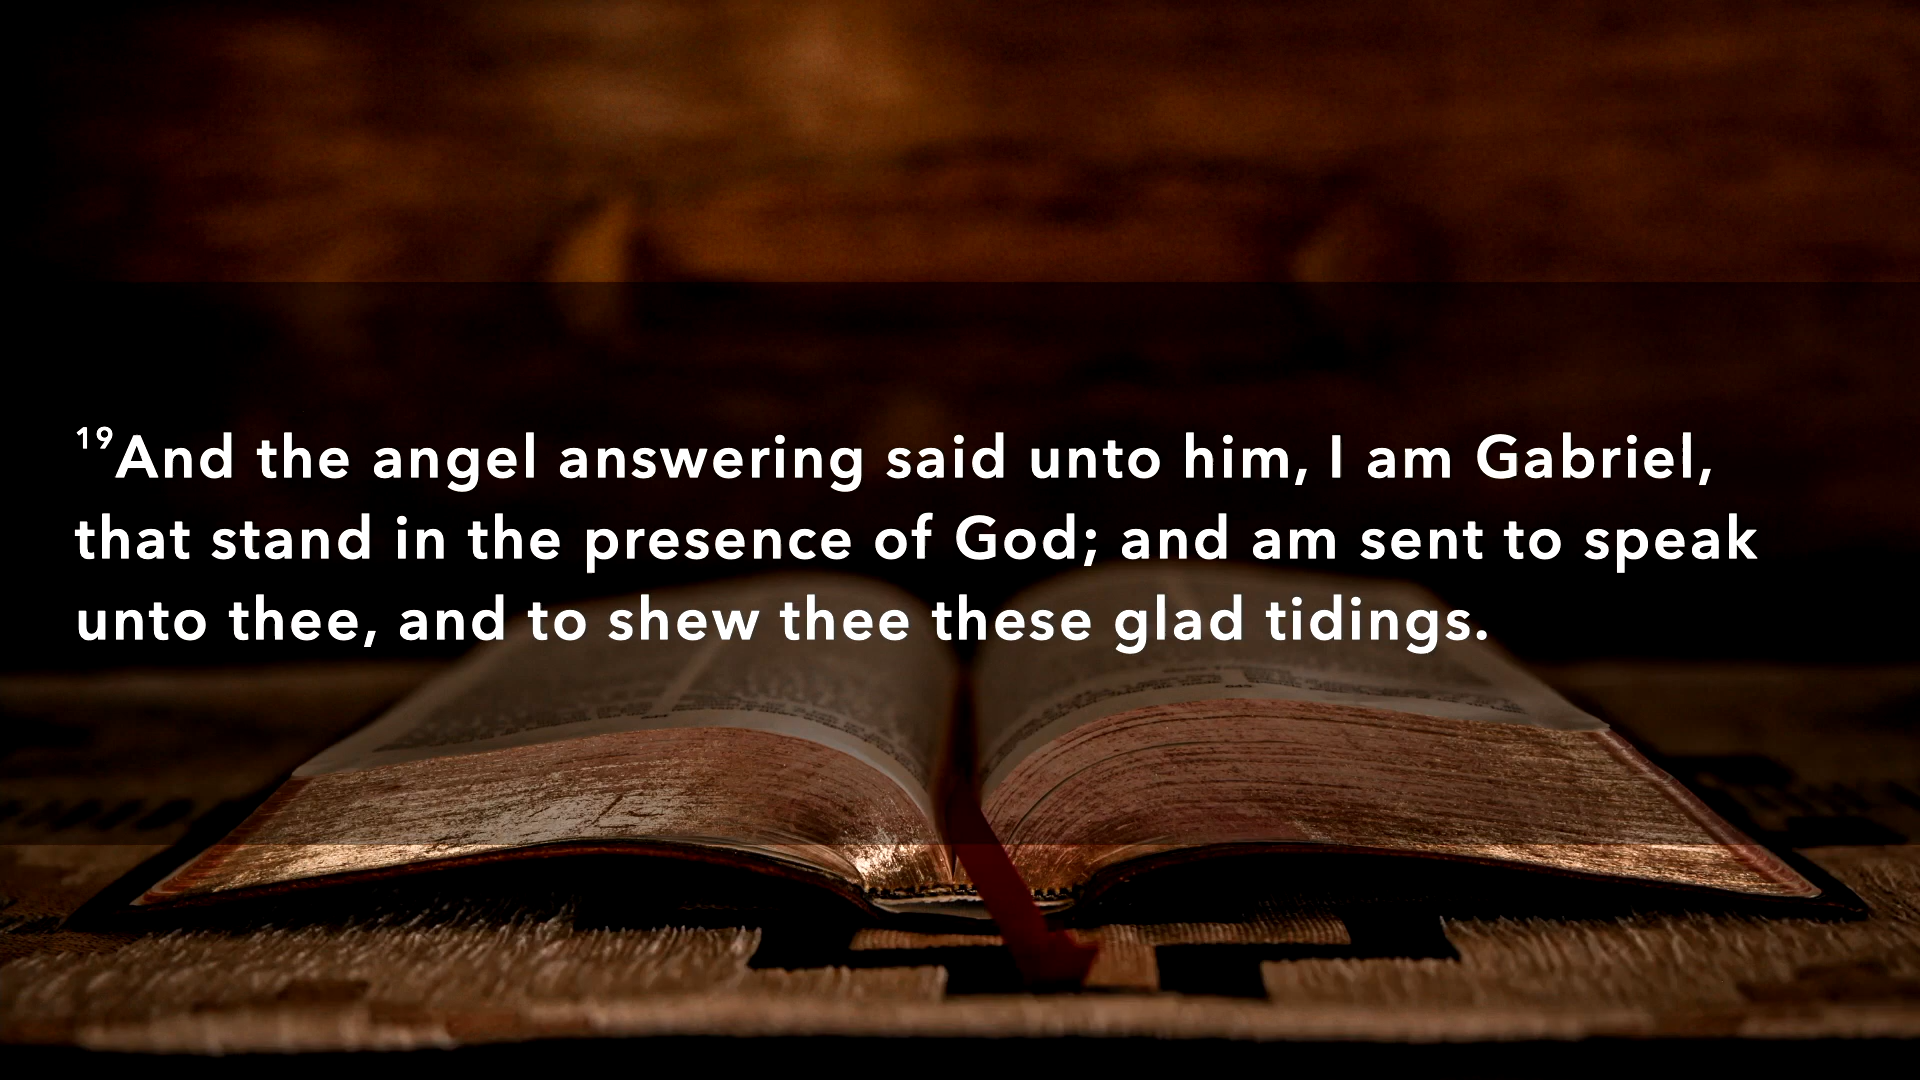 19And the angel answering said unto him, I am Gabriel,
that stand in the presence of God; and am sent to speak
unto thee, and to shew thee these glad tidings.